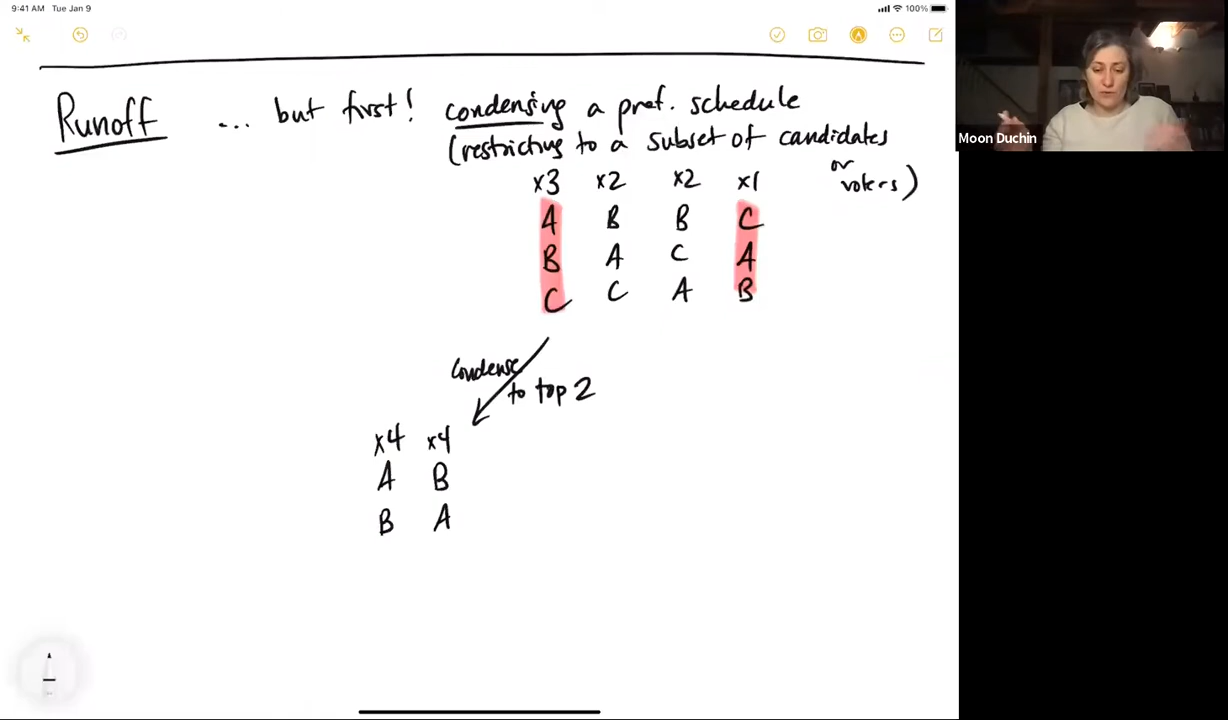 9:41 AM Tue Jan 9
100%
Runoff ... but first! condensing a pref. schedule
(restricting to a subset of candidates
or
voters)
x3 x2 x2 x1
A B B C
B A C A
C C A B
Condense
to top 2
x4 x4
A B
B A
Moon Duchin